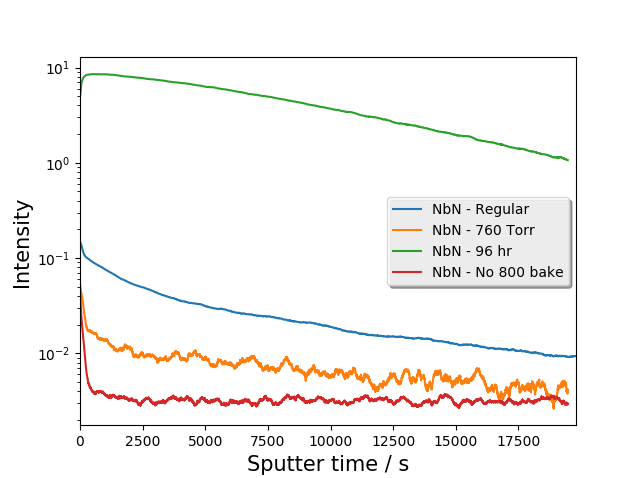 10¹
10⁰
10⁻¹
10⁻²
Intensity
NbN - Regular
NbN - 760 Torr
NbN - 96 hr
NbN - No 800 bake
0 2500 5000 7500 10000 12500 15000 17500
Sputter time / s